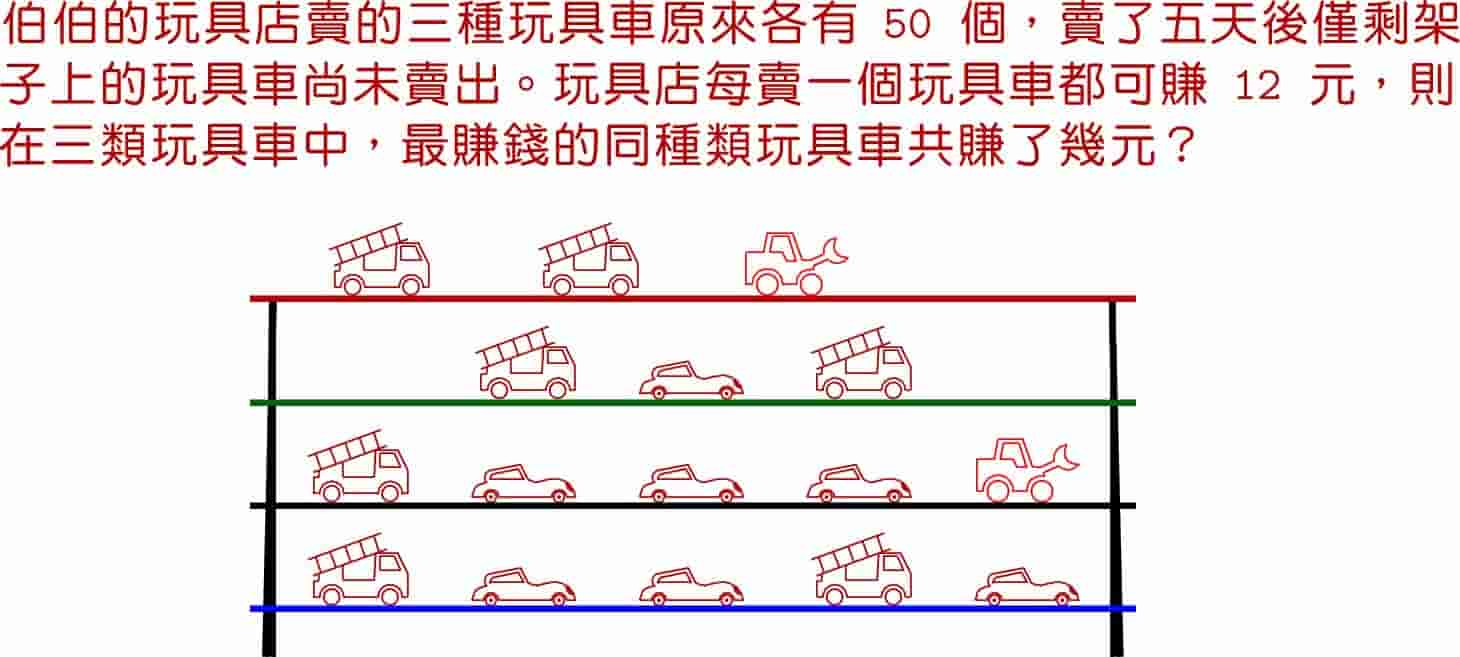 伯伯的玩具店賣的三種玩具車原來各有 50 個，賣了五天後僅剩架
子上的玩具車尚未賣出。玩具店每賣一個玩具車都可賺 12 元，則
在三類玩具車中，最賺錢的同種類玩具車共賺了幾元？